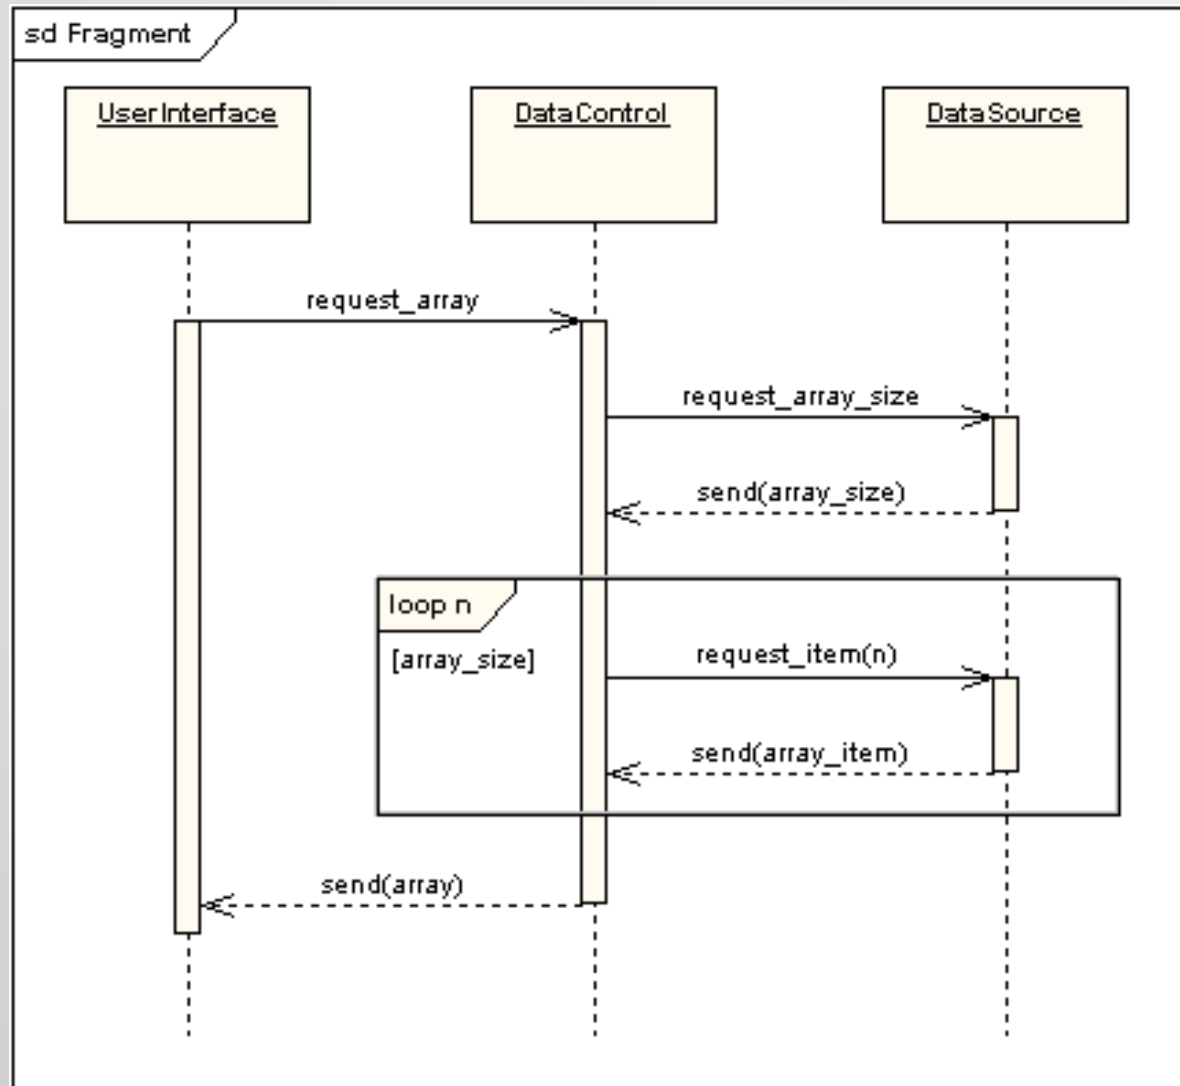 sd Fragment
UserInterface
DataControl
DataSource
request_array
request_array_size
send(array_size)
loop n
[array_size]
request_item(n)
send(array_item)
send(array)